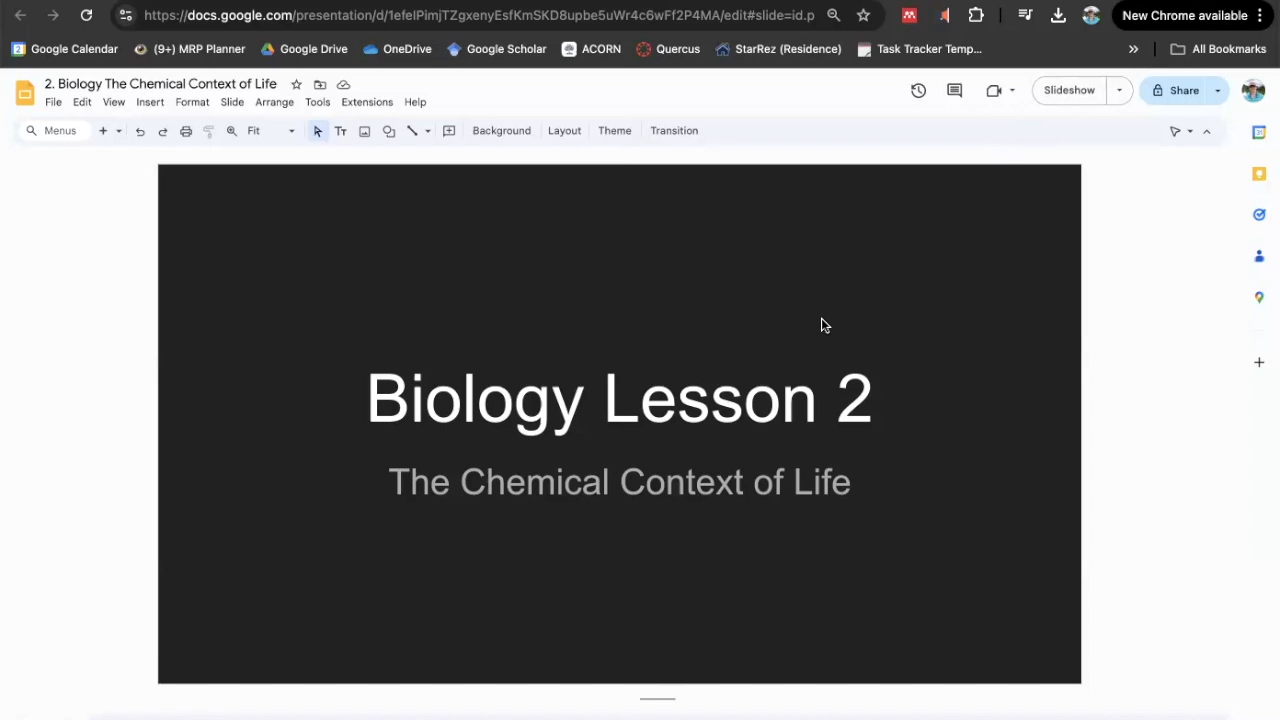 https://docs.google.com/presentation/d/1efelPimjTZgxenyEsfKmSKD8upbe5uWr4c6wFf2P4MA/edit#slide=id.p
New Chrome available
Google Calendar
(9+) MRP Planner
Google Drive
OneDrive
Google Scholar
ACORN
Quercus
StarRez (Residence)
Task Tracker Temp...
»
All Bookmarks
2. Biology The Chemical Context of Life
File Edit View Insert Format Slide Arrange Tools Extensions Help
Slideshow
Share
Menus
Fit
Background
Layout
Theme
Transition
Biology Lesson 2
The Chemical Context of Life